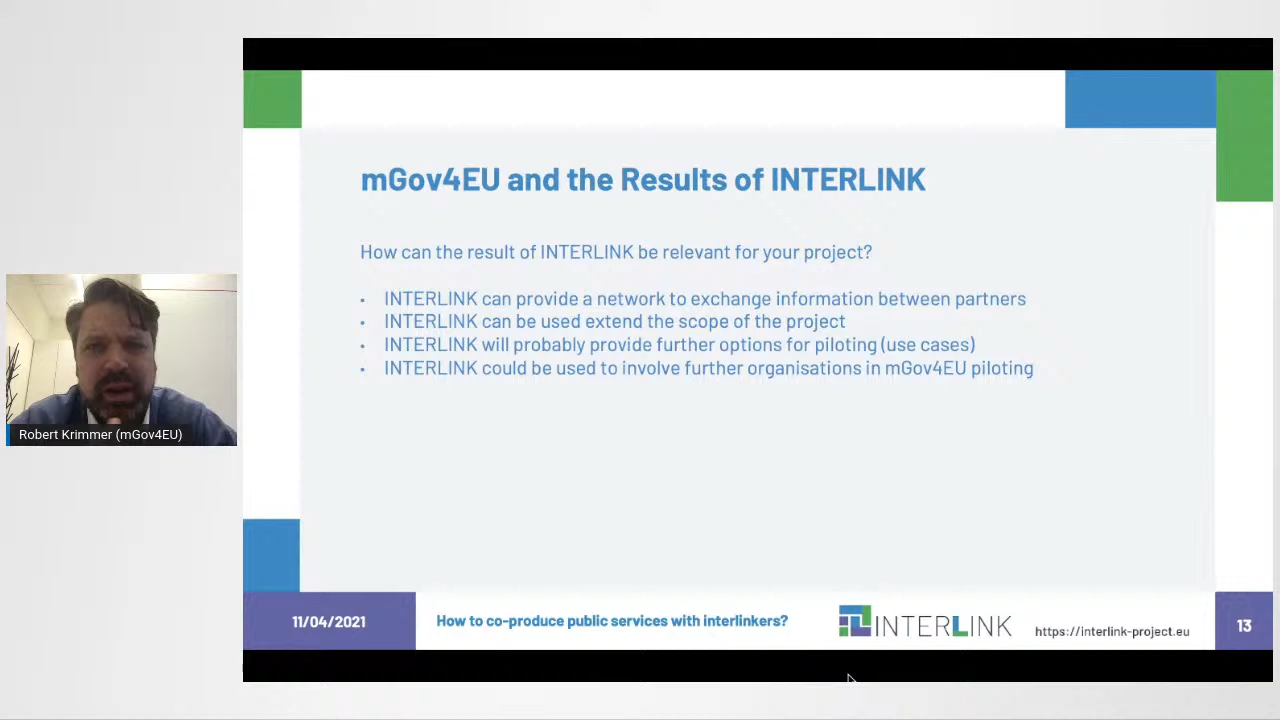 mGov4EU and the Results of INTERLINK
How can the result of INTERLINK be relevant for your project?
• INTERLINK can provide a network to exchange information between partners
• INTERLINK can be used extend the scope of the project
• INTERLINK will probably provide further options for piloting (use cases)
• INTERLINK could be used to involve further organisations in mGov4EU piloting
Robert Krimmer (mGov4EU)
11/04/2021
How to co-produce public services with interlinkers?
INTERLINK
https://interlink-project.eu
13